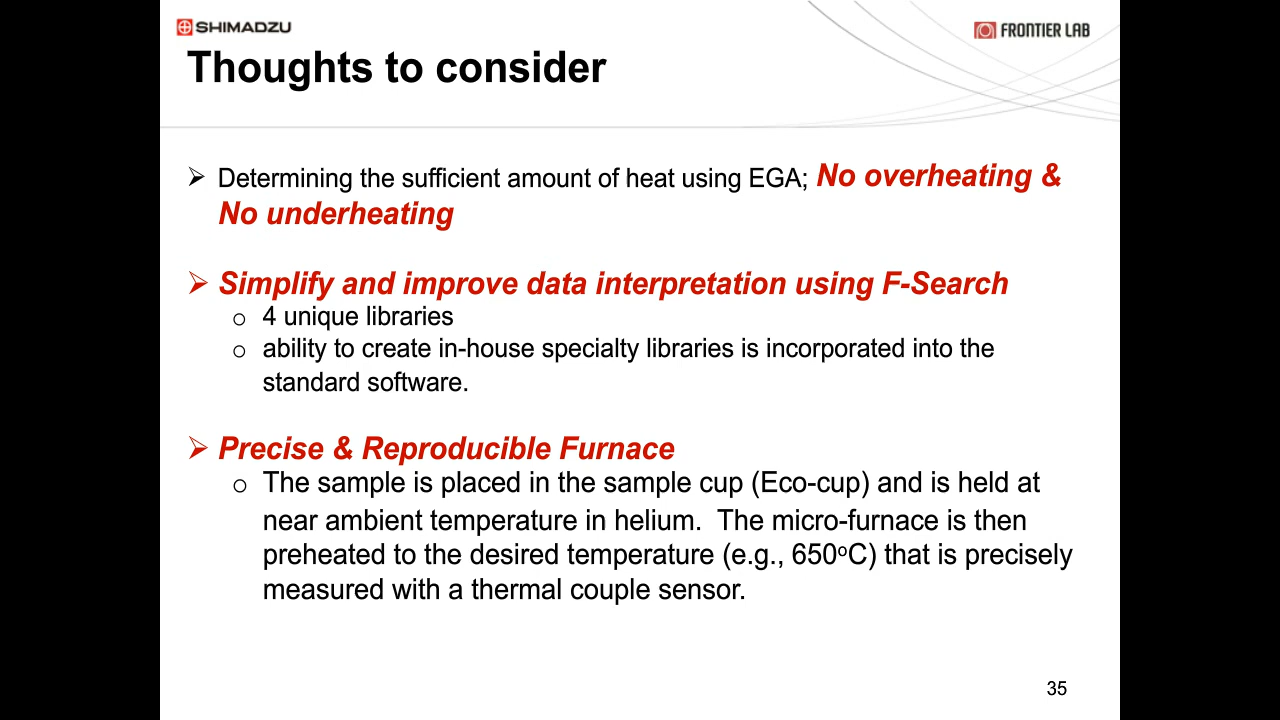 SHIMADZU
FRONTIER LAB
Thoughts to consider
➢ Determining the sufficient amount of heat using EGA; No overheating &
No underheating
➢ Simplify and improve data interpretation using F-Search
o 4 unique libraries
o ability to create in-house specialty libraries is incorporated into the
standard software.
➢ Precise & Reproducible Furnace
o The sample is placed in the sample cup (Eco-cup) and is held at
near ambient temperature in helium.  The micro-furnace is then
preheated to the desired temperature (e.g., 650ºC) that is precisely
measured with a thermal couple sensor.
35